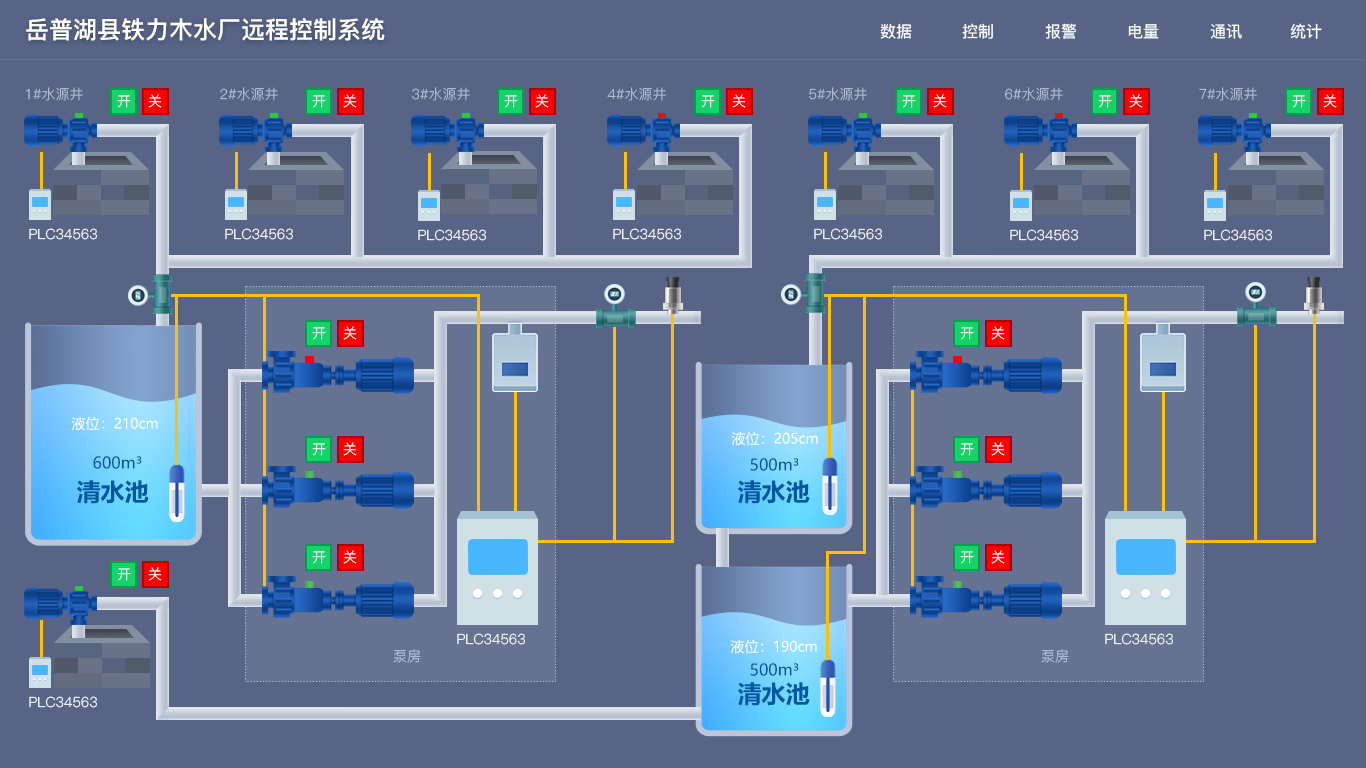 岳普湖县铁力木水厂远程控制系统
数据 控制 报警 电量 通讯 统计
1#水源井 开 关 2#水源井 开 关 3#水源井 开 关 4#水源井 开 关 5#水源井 开 关 6#水源井 开 关 7#水源井 开 关
PLC34563 PLC34563 PLC34563 PLC34563 PLC34563 PLC34563 PLC34563
开 关 开 关
液位：210cm
600m³
清水池
开 关 开 关
液位：205cm
500m³
清水池
开 关 开 关
开 关
PLC34563 PLC34563
泵房 泵房
液位：190cm
500m³
清水池
PLC34563